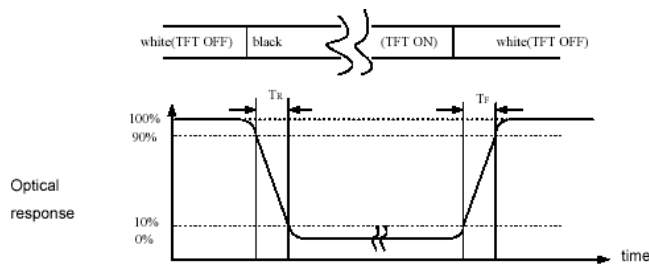 white(TFT OFF) black (TFT ON) white(TFT OFF)
TR TF
100%
90%
Optical
response
10%
0%
time